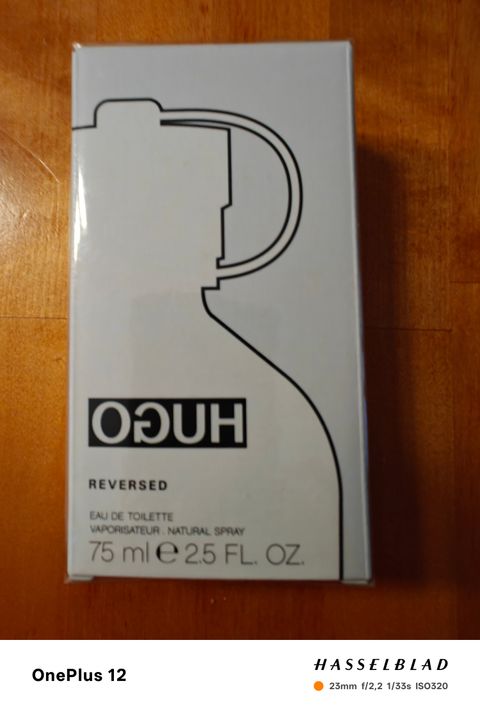 HUGO
REVERSED
EAU DE TOILETTE
VAPORISATEUR . NATURAL SPRAY
75 ml ℮ 2.5 FL. OZ.
OnePlus 12
HASSELBLAD
23mm f/2,2 1/33s ISO320